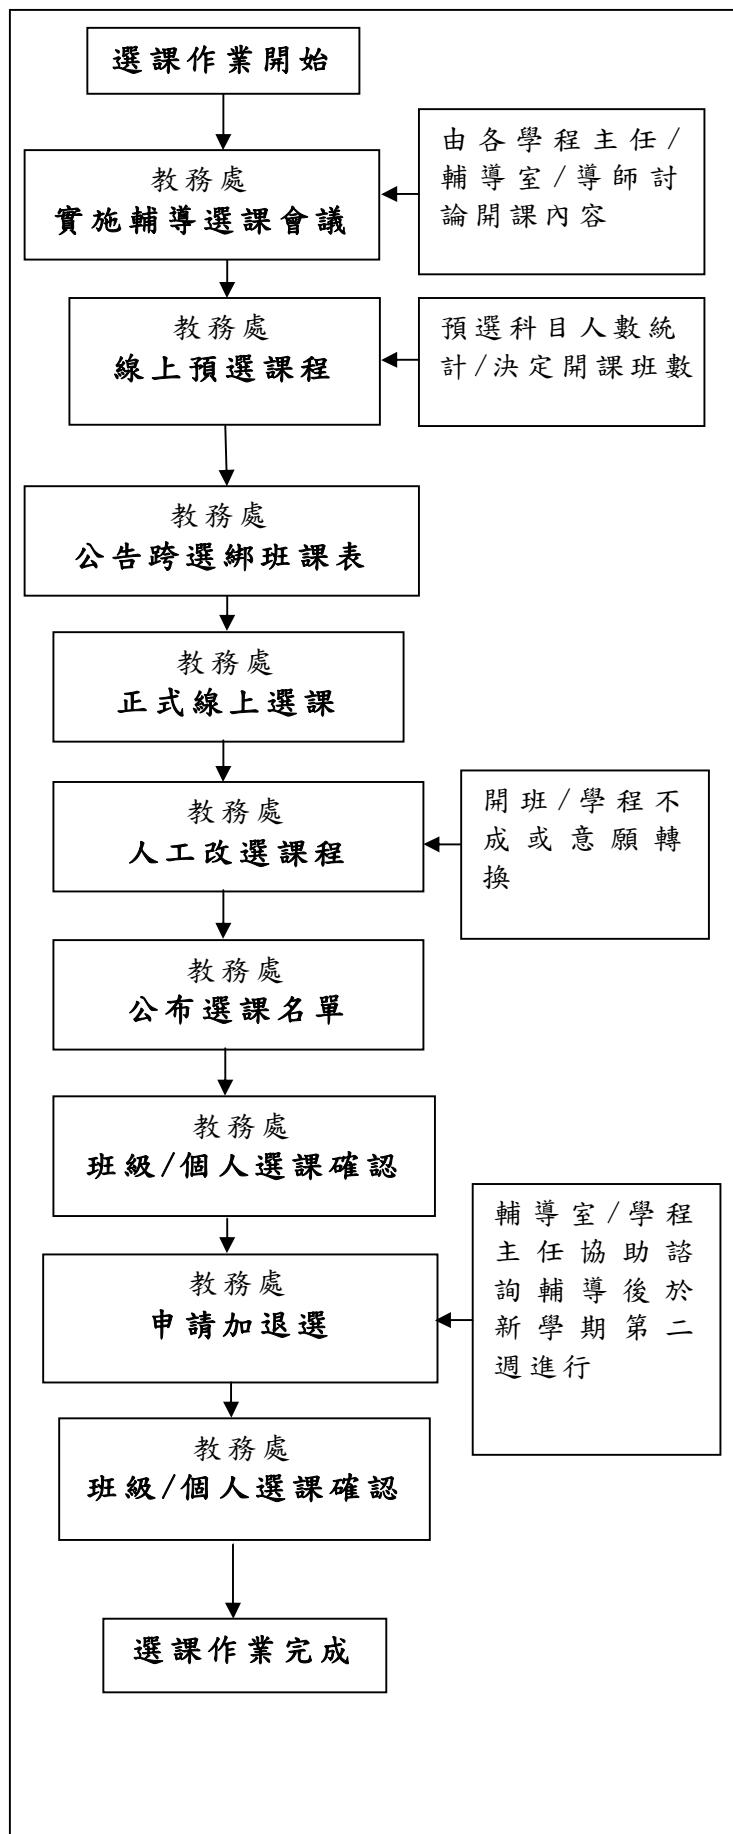 選課作業開始
教務處
實施輔導選課會議
由各學程主任/
輔導室/導師討
論開課內容
教務處
線上預選課程
預選科目人數統
計/決定開課班數
教務處
公告跨選綁班課表
教務處
正式線上選課
教務處
人工改選課程
開班/學程不
成或意願轉
換
教務處
公布選課名單
教務處
班級/個人選課確認
教務處
申請加退選
輔導室/學程
主任協助諮
詢輔導後於
新學期第二
週進行
教務處
班級/個人選課確認
選課作業完成